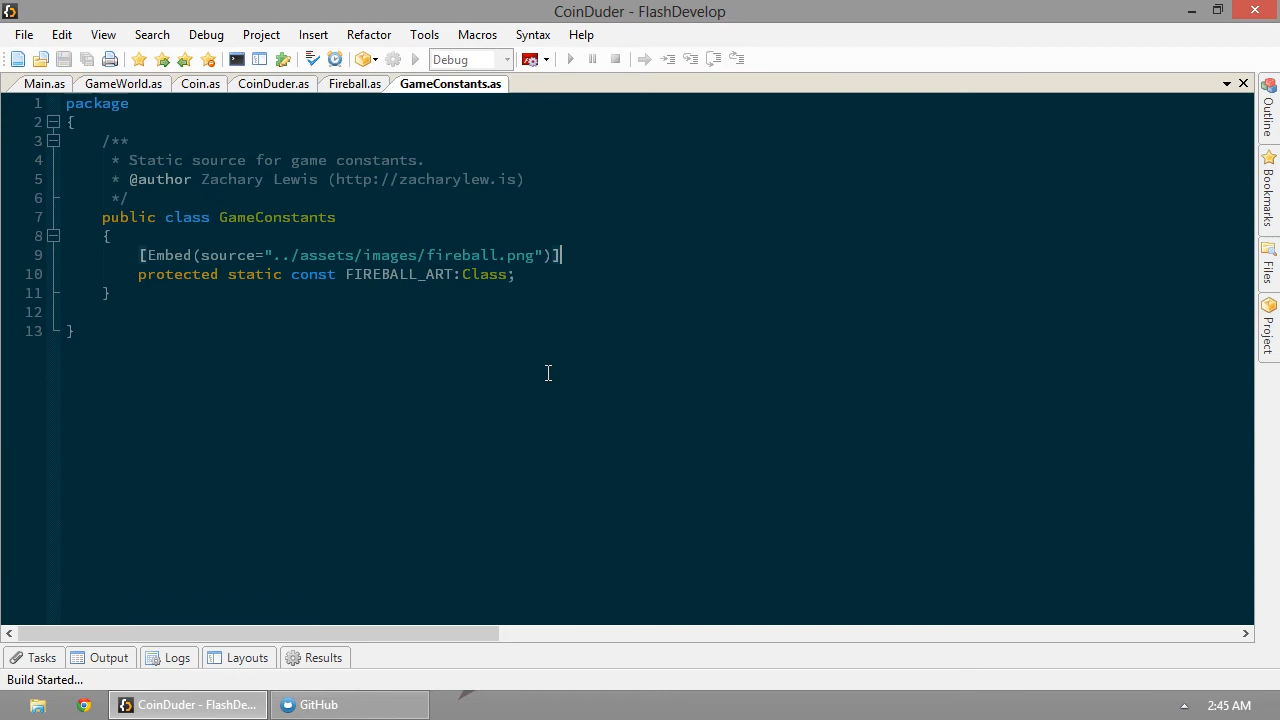 CoinDuder - FlashDevelop
File Edit View Search Debug Project Insert Refactor Tools Macros Syntax Help
Debug
Main.as GameWorld.as Coin.as CoinDuder.as Fireball.as GameConstants.as
1 package
2 {
3 /**
4 * Static source for game constants.
5 * @author Zachary Lewis (http://zacharylew.is)
6 */
7 public class GameConstants
8 {
9 [Embed(source="../assets/images/fireball.png")]
10 protected static const FIREBALL_ART:Class;
11 }
12
13 }
Outline
Bookmarks
Files
Project
Tasks Output Logs Layouts Results
Build Started...
CoinDuder - FlashDe... GitHub 2:45 AM